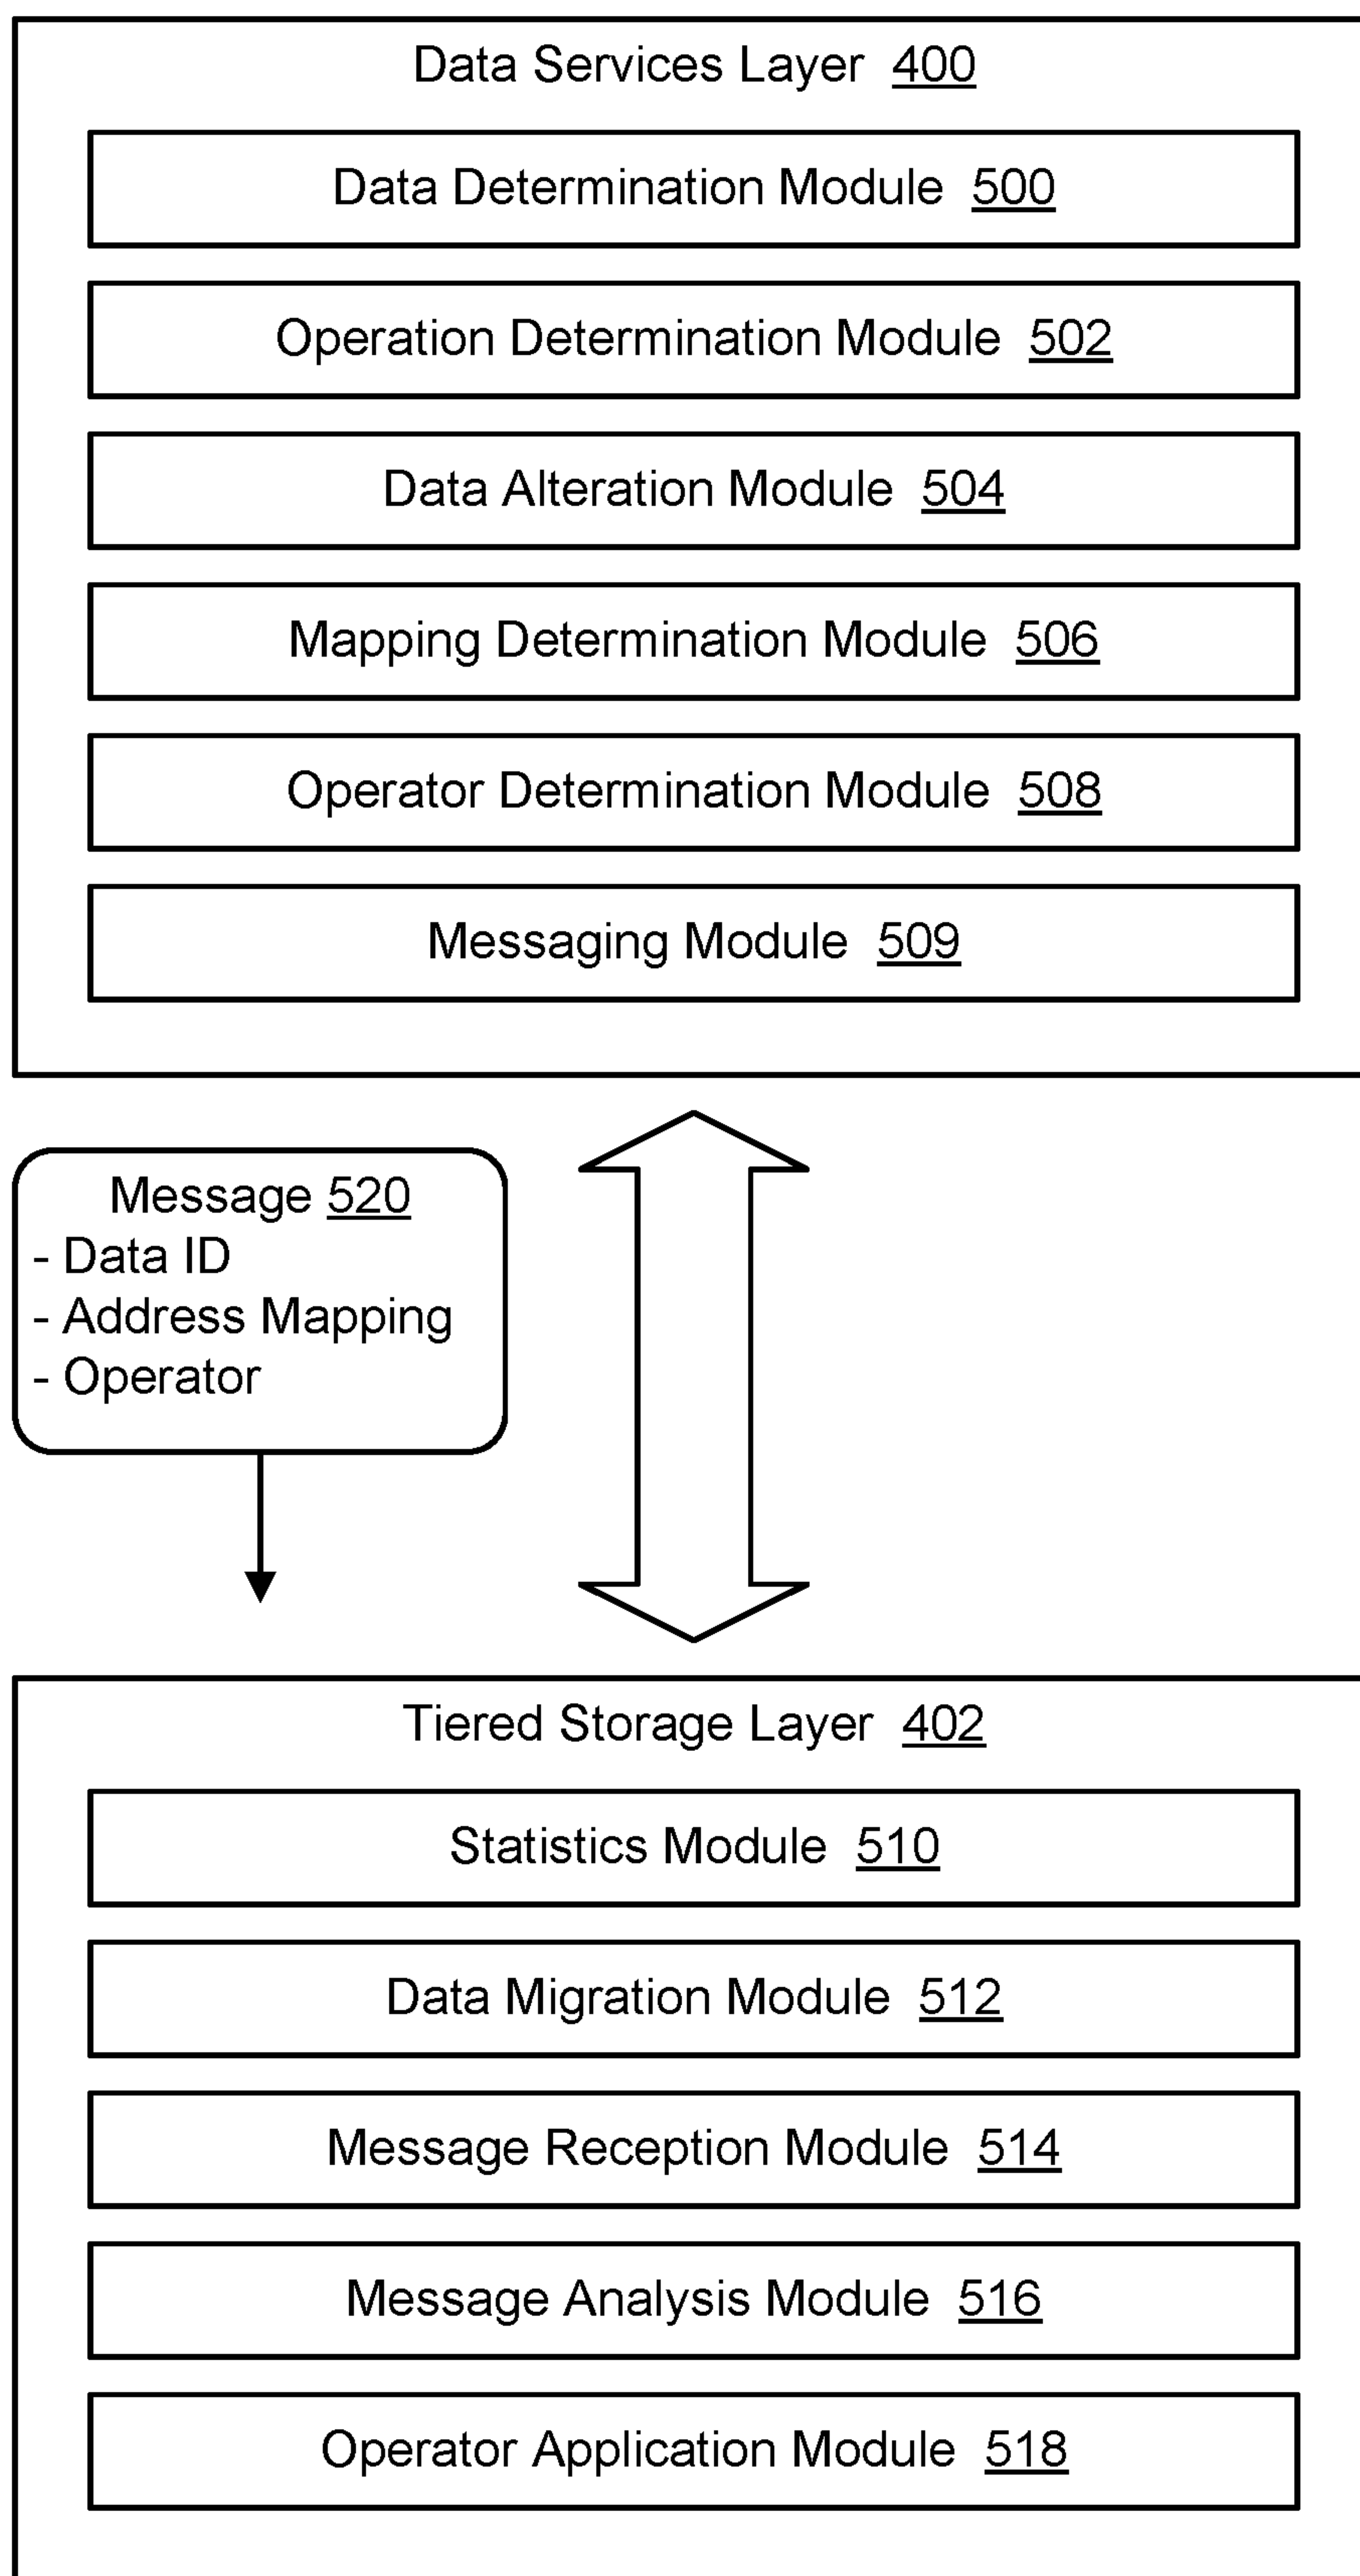 Data Services Layer 400
Data Determination Module 500
Operation Determination Module 502
Data Alteration Module 504
Mapping Determination Module 506
Operator Determination Module 508
Messaging Module 509
Message 520
- Data ID
- Address Mapping
- Operator
Tiered Storage Layer 402
Statistics Module 510
Data Migration Module 512
Message Reception Module 514
Message Analysis Module 516
Operator Application Module 518